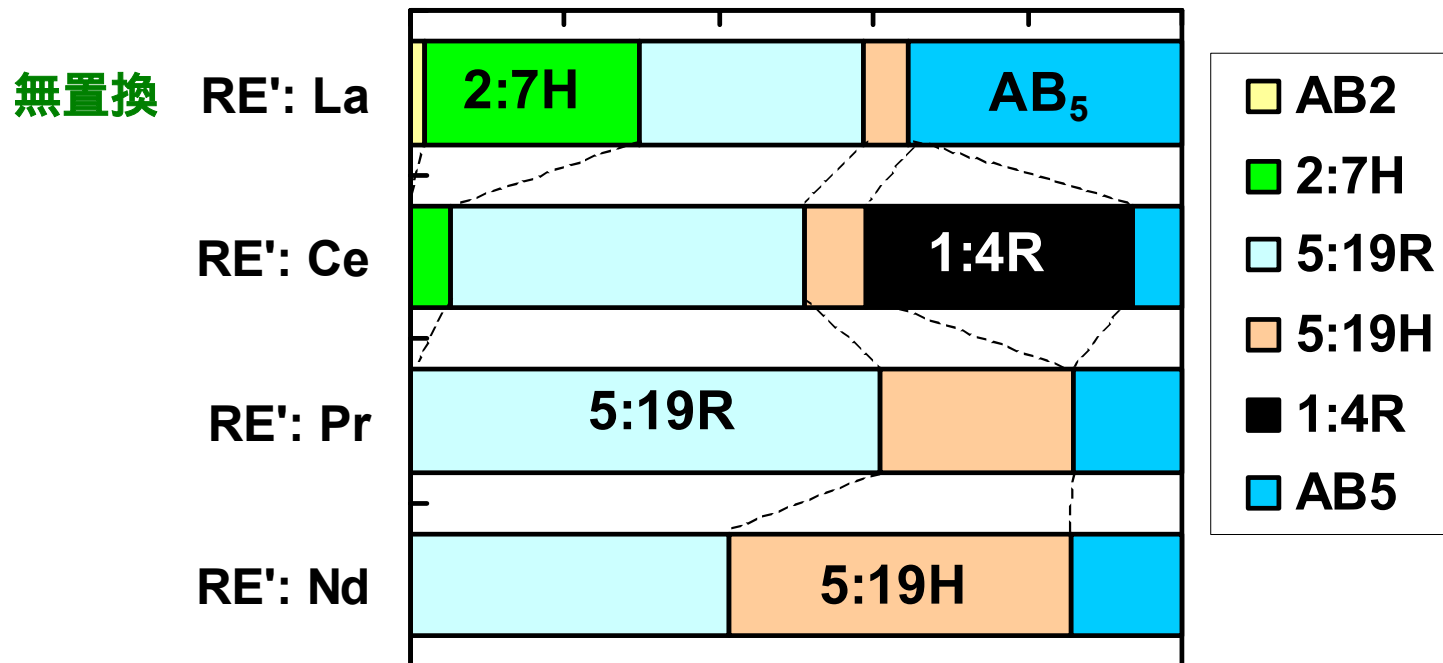 無置換 RE': La
2:7H
AB₅
RE': Ce
1:4R
RE': Pr
5:19R
RE': Nd
5:19H
AB2
2:7H
5:19R
5:19H
1:4R
AB5